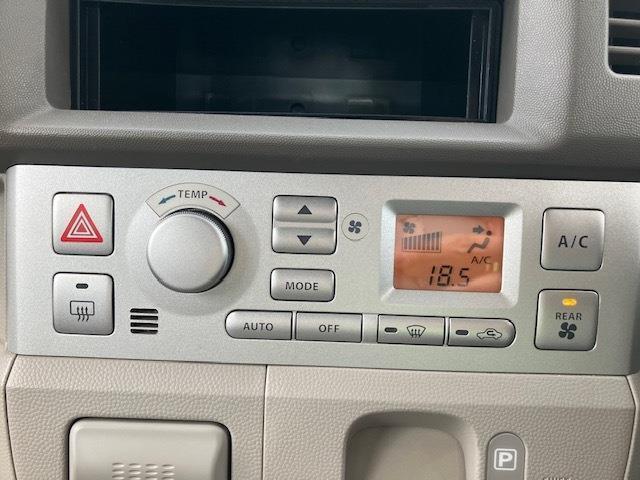 TEMP
MODE
AUTO
OFF
A/C
18.5
A/C
REAR
P